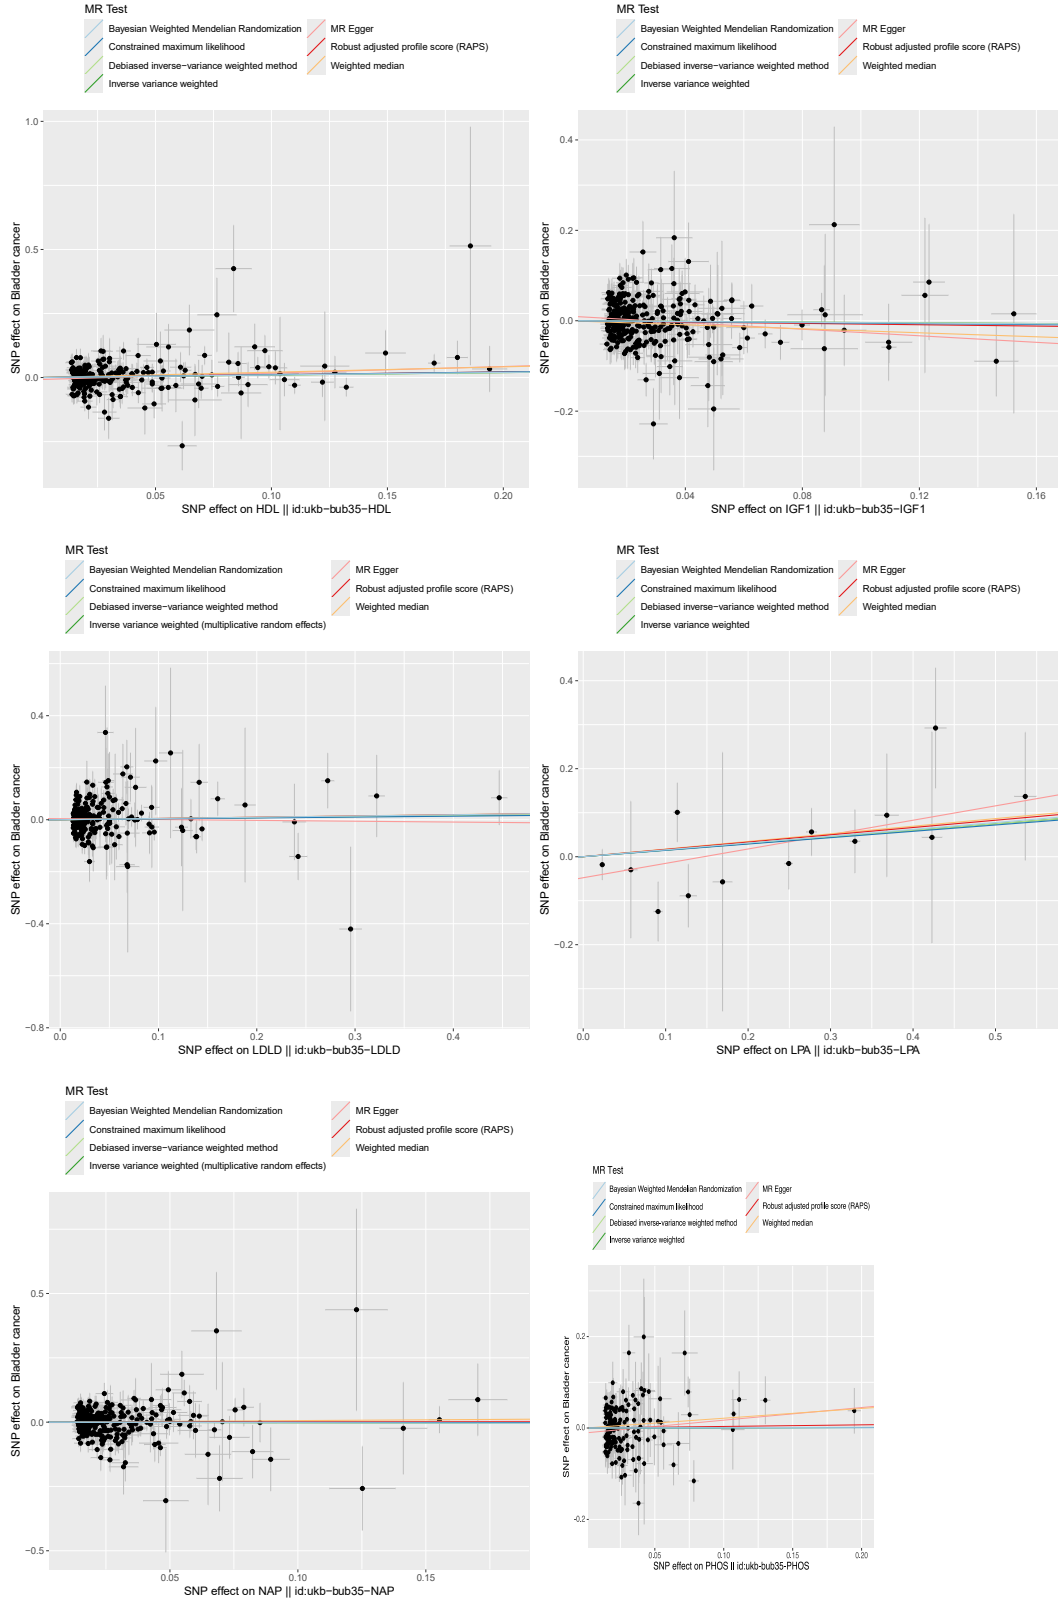 MR Test
Bayesian Weighted Mendelian Randomization
MR Egger
Constrained maximum likelihood
Robust adjusted profile score (RAPS)
Debiased inverse−variance weighted method
Weighted median
Inverse variance weighted
1.0
0.5
0.0
0.05
0.10
0.15
0.20
SNP effect on Bladder cancer
SNP effect on HDL || id:ukb−bub35−HDL
MR Test
Bayesian Weighted Mendelian Randomization
MR Egger
Constrained maximum likelihood
Robust adjusted profile score (RAPS)
Debiased inverse−variance weighted method
Weighted median
Inverse variance weighted
0.4
0.2
0.0
−0.2
0.04
0.08
0.12
0.16
SNP effect on Bladder cancer
SNP effect on IGF1 || id:ukb−bub35−IGF1
MR Test
Bayesian Weighted Mendelian Randomization
MR Egger
Constrained maximum likelihood
Robust adjusted profile score (RAPS)
Debiased inverse−variance weighted method
Weighted median
Inverse variance weighted (multiplicative random effects)
0.4
0.0
−0.4
−0.8
0.0
0.1
0.2
0.3
0.4
SNP effect on Bladder cancer
SNP effect on LDLD || id:ukb−bub35−LDLD
MR Test
Bayesian Weighted Mendelian Randomization
MR Egger
Constrained maximum likelihood
Robust adjusted profile score (RAPS)
Debiased inverse−variance weighted method
Weighted median
Inverse variance weighted
0.4
0.2
0.0
−0.2
0.0
0.1
0.2
0.3
0.4
0.5
SNP effect on Bladder cancer
SNP effect on LPA || id:ukb−bub35−LPA
MR Test
Bayesian Weighted Mendelian Randomization
MR Egger
Constrained maximum likelihood
Robust adjusted profile score (RAPS)
Debiased inverse−variance weighted method
Weighted median
Inverse variance weighted (multiplicative random effects)
0.5
0.0
−0.5
0.05
0.10
0.15
SNP effect on Bladder cancer
SNP effect on NAP || id:ukb−bub35−NAP
MR Test
Bayesian Weighted Mendelian Randomization
MR Egger
Constrained maximum likelihood
Robust adjusted profile score (RAPS)
Debiased inverse-variance weighted method
Weighted median
Inverse variance weighted
0.2
0.0
-0.2
0.05
0.10
0.15
0.20
SNP effect on Bladder cancer
SNP effect on PHOS || id:ukb-bub35-PHOS